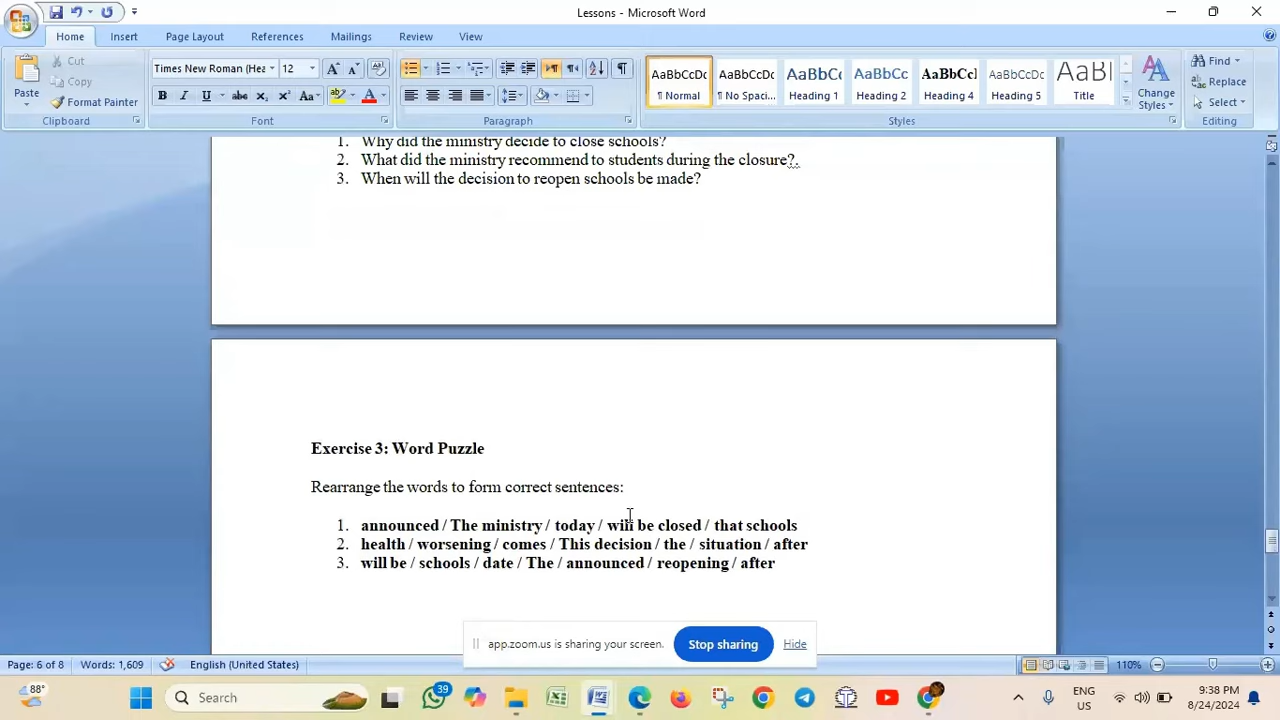 Lessons - Microsoft Word
Home Insert Page Layout References Mailings Review View
Paste
Cut
Copy
Format Painter
Clipboard
Times New Roman (Hea 12
Font
Paragraph
AaBbCcDc AaBbCcDc AaBbC AaBbCc AaBbCcI AaBbCcDc AaBl
¶ Normal ¶ No Spaci... Heading 1 Heading 2 Heading 4 Heading 5 Title
Change Styles
Styles
Find
Replace
Select
Editing
1. Why did the ministry decide to close schools?
2. What did the ministry recommend to students during the closure?.
3. When will the decision to reopen schools be made?
Exercise 3: Word Puzzle
Rearrange the words to form correct sentences:
1. announced / The ministry / today / will be closed / that schools
2. health / worsening / comes / This decision / the / situation / after
3. will be / schools / date / The / announced / reopening / after
app.zoom.us is sharing your screen. Stop sharing Hide
Page: 6 of 8 Words: 1,609 English (United States) 110%
88° Search 39 ENG US 9:38 PM 8/24/2024